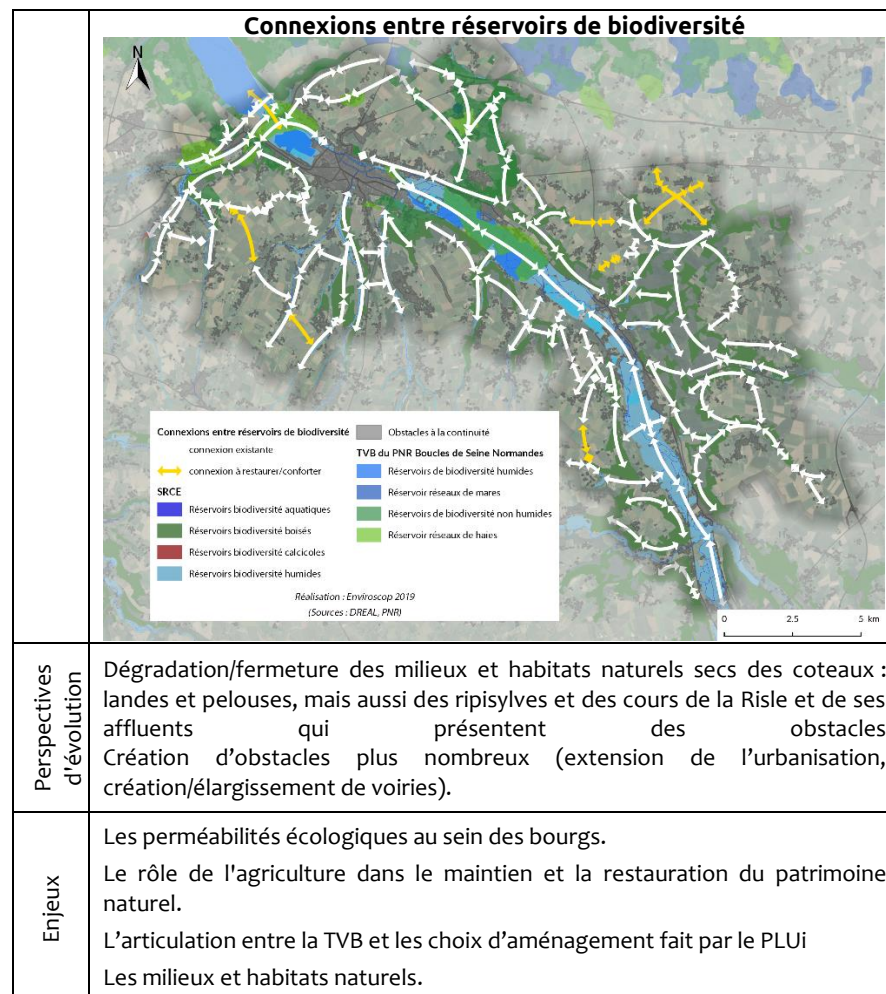 Connexions entre réservoirs de biodiversité
N
Connexions entre réservoirs de biodiversité
connexion existante
connexion à restaurer/conforter
SRCE
Réservoirs biodiversité aquatiques
Réservoirs biodiversité boisés
Réservoirs biodiversité calcicoles
Réservoirs biodiversité humides
Obstacles à la continuité
TVB du PNR Boucles de Seine Normandes
Réservoirs de biodiversité humides
Réservoir réseaux de mares
Réservoirs de biodiversité non humides
Réservoir réseaux de haies
Réalisation : Enviroscop 2019
(Sources : DREAL, PNR)
0 2.5 5 km
Perspectives
d'évolution
Dégradation/fermeture des milieux et habitats naturels secs des coteaux :
landes et pelouses, mais aussi des ripisylves et des cours de la Risle et de ses
affluents qui présentent des obstacles
Création d’obstacles plus nombreux (extension de l’urbanisation,
création/élargissement de voiries).
Enjeux
Les perméabilités écologiques au sein des bourgs.
Le rôle de l'agriculture dans le maintien et la restauration du patrimoine
naturel.
L’articulation entre la TVB et les choix d’aménagement fait par le PLUi
Les milieux et habitats naturels.